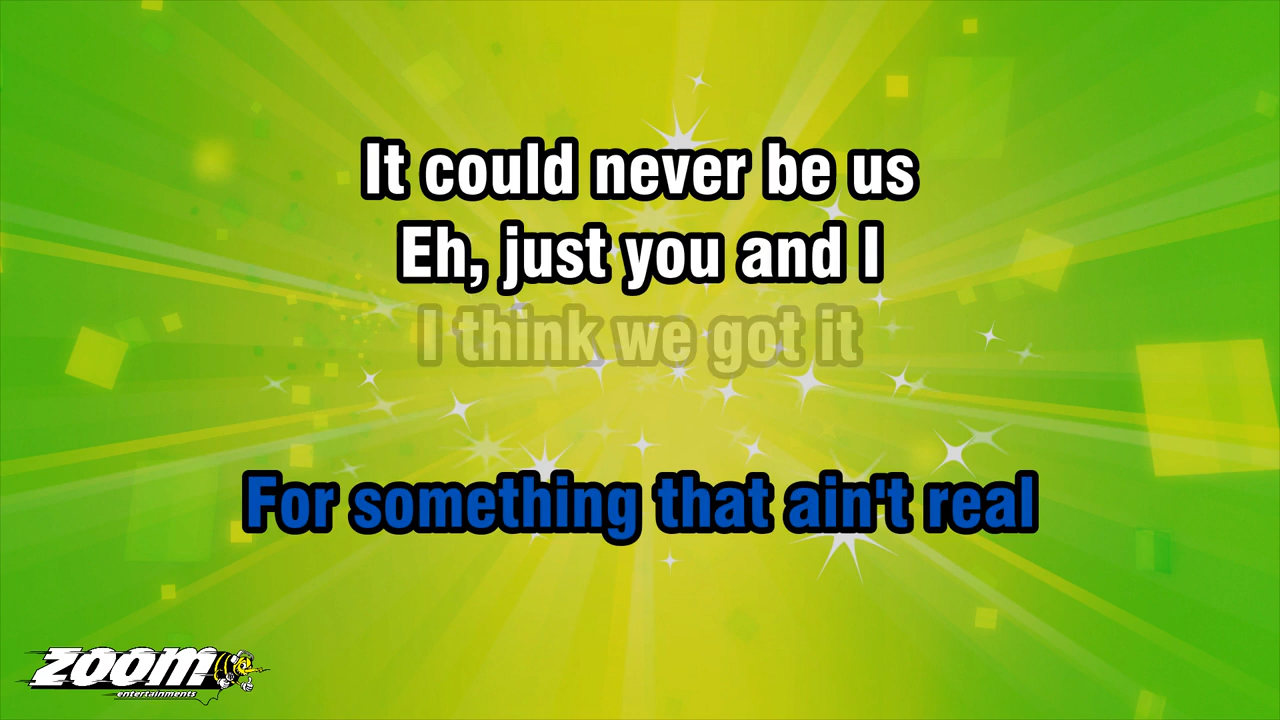 It could never be us
Eh, just you and I
I think we got it
For something that ain't real
ZOOM
entertainments